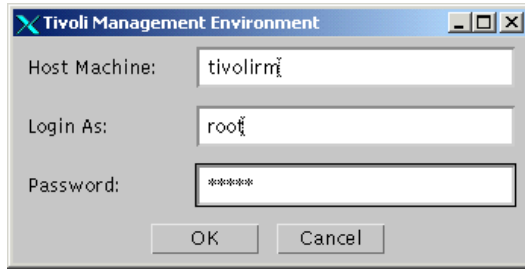 Tivoli Management Environment
Host Machine: tivolirm
Login As: root
Password: *****
OK Cancel